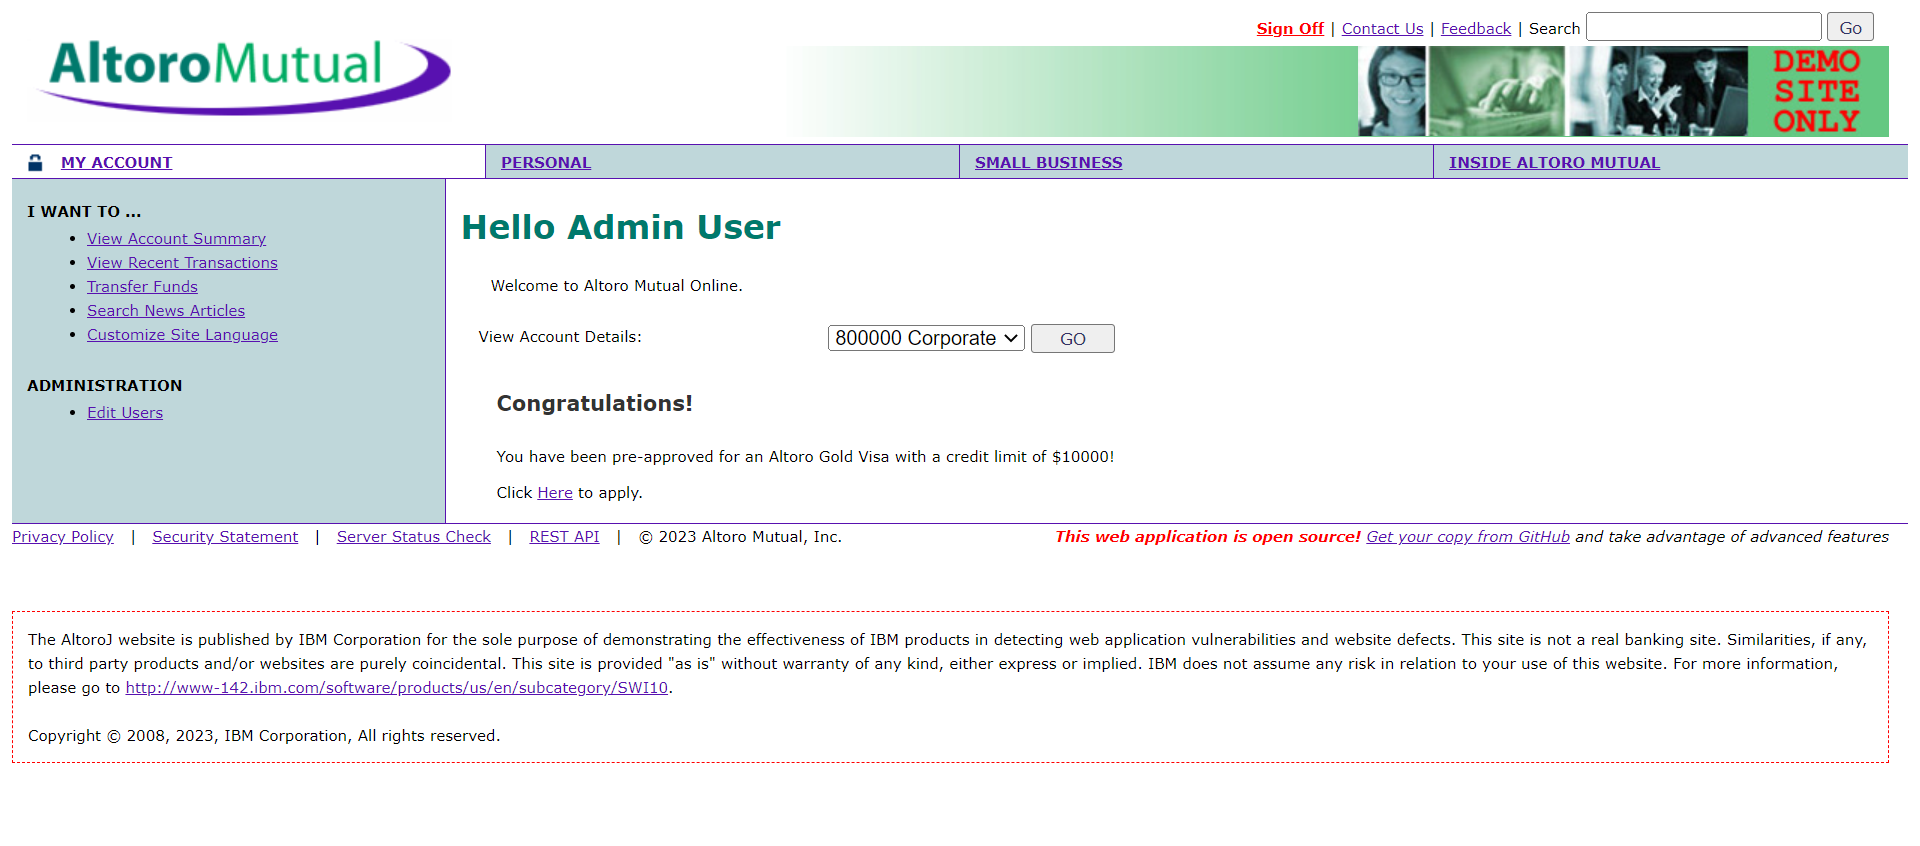 Sign Off | Contact Us | Feedback | Search Go
AltoroMutual
DEMO
SITE
ONLY
MY ACCOUNT
PERSONAL
SMALL BUSINESS
INSIDE ALTORO MUTUAL
I WANT TO ...
• View Account Summary
• View Recent Transactions
• Transfer Funds
• Search News Articles
• Customize Site Language
ADMINISTRATION
• Edit Users
Hello Admin User
Welcome to Altoro Mutual Online.
View Account Details: 800000 Corporate GO
Congratulations!
You have been pre-approved for an Altoro Gold Visa with a credit limit of $10000!
Click Here to apply.
Privacy Policy | Security Statement | Server Status Check | REST API | © 2023 Altoro Mutual, Inc.
This web application is open source! Get your copy from GitHub and take advantage of advanced features
The AltoroJ website is published by IBM Corporation for the sole purpose of demonstrating the effectiveness of IBM products in detecting web application vulnerabilities and website defects. This site is not a real banking site. Similarities, if any,
to third party products and/or websites are purely coincidental. This site is provided "as is" without warranty of any kind, either express or implied. IBM does not assume any risk in relation to your use of this website. For more information,
please go to http://www-142.ibm.com/software/products/us/en/subcategory/SWI10.
Copyright © 2008, 2023, IBM Corporation, All rights reserved.